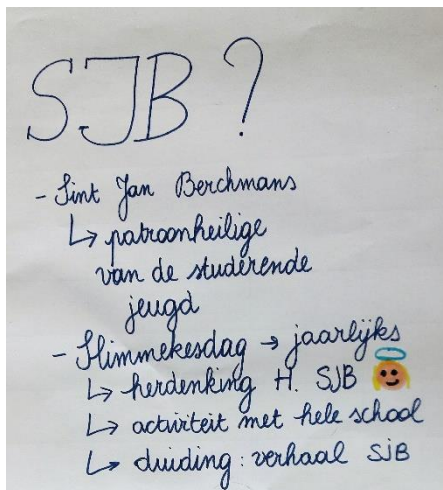 SJB ?
- Sint Jan Berchmans
↳ patroonheilige
van de studerende
jeugd
- Slimmekesdag → jaarlijks
↳ herdenking H. SJB
↳ activiteit met hele school
↳ duiding: verhaal SJB